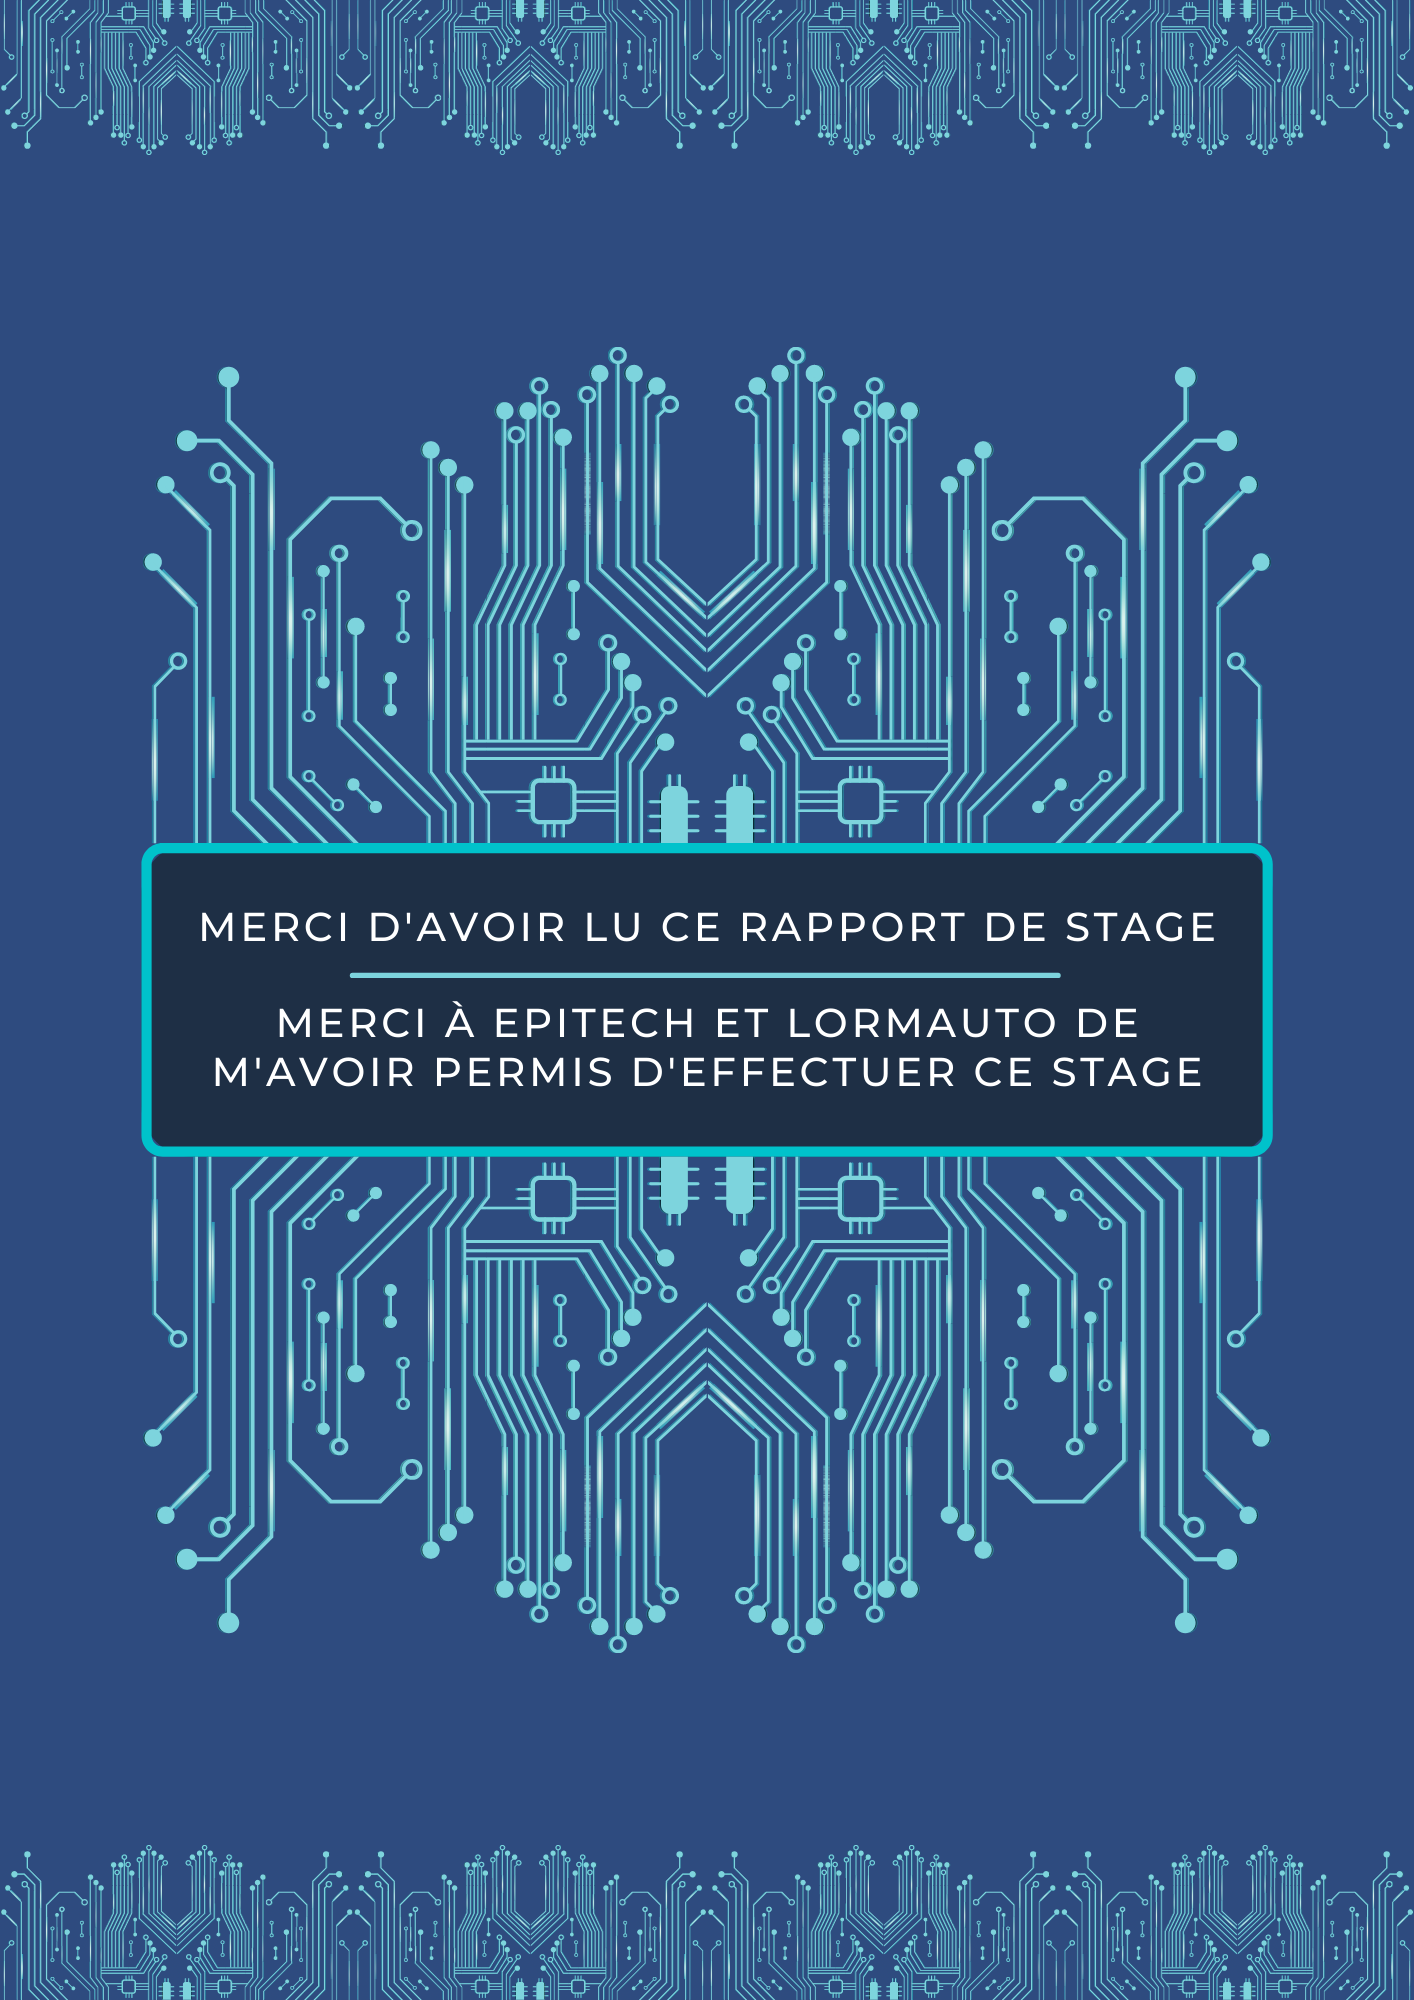 MERCI D'AVOIR LU CE RAPPORT DE STAGE
MERCI À EPITECH ET LORMAUTO DE
M'AVOIR PERMIS D'EFFECTUER CE STAGE